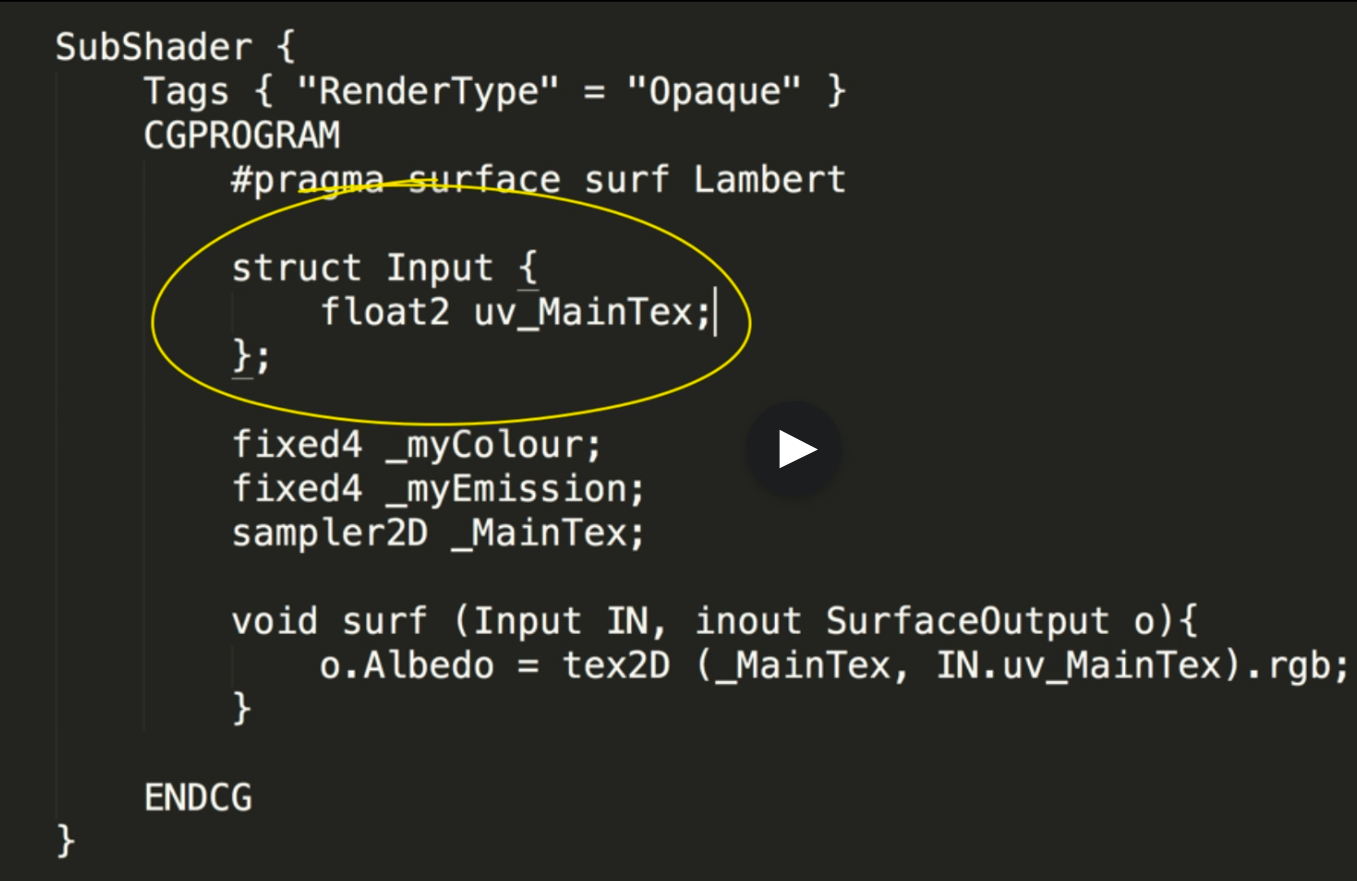 SubShader {
Tags { "RenderType" = "Opaque" }
CGPROGRAM
#pragma surface surf Lambert
struct Input {
float2 uv_MainTex;
};
fixed4 _myColour;
fixed4 _myEmission;
sampler2D _MainTex;
void surf (Input IN, inout SurfaceOutput o){
o.Albedo = tex2D (_MainTex, IN.uv_MainTex).rgb;
}
ENDCG
}